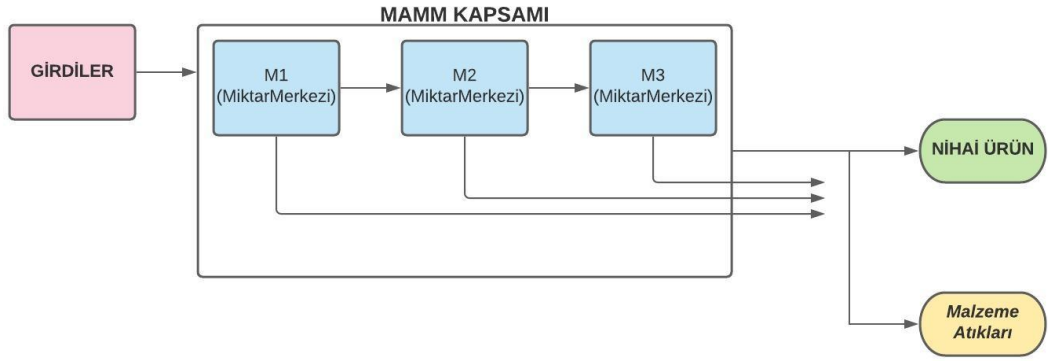 MAMM KAPSAMI
GİRDİLER
M1
(MiktarMerkezi)
M2
(MiktarMerkezi)
M3
(MiktarMerkezi)
NİHAİ ÜRÜN
Malzeme
Atıkları